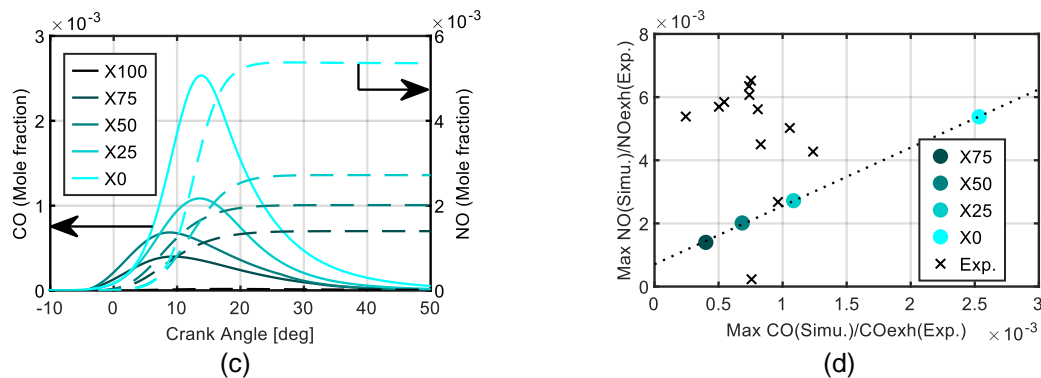 × 10⁻³
× 10⁻³
3
2
1
0
CO (Mole fraction)
X100
X75
X50
X25
X0
6
4
2
0
NO (Mole fraction)
-10
0
10
20
30
40
50
Crank Angle [deg]
(c)
× 10⁻³
8
6
4
2
0
Max NO(Simu.)/NOexh(Exp.)
X75
X50
X25
X0
Exp.
0
0.5
1
1.5
2
2.5
3
Max CO(Simu.)/COexh(Exp.)
× 10⁻³
(d)